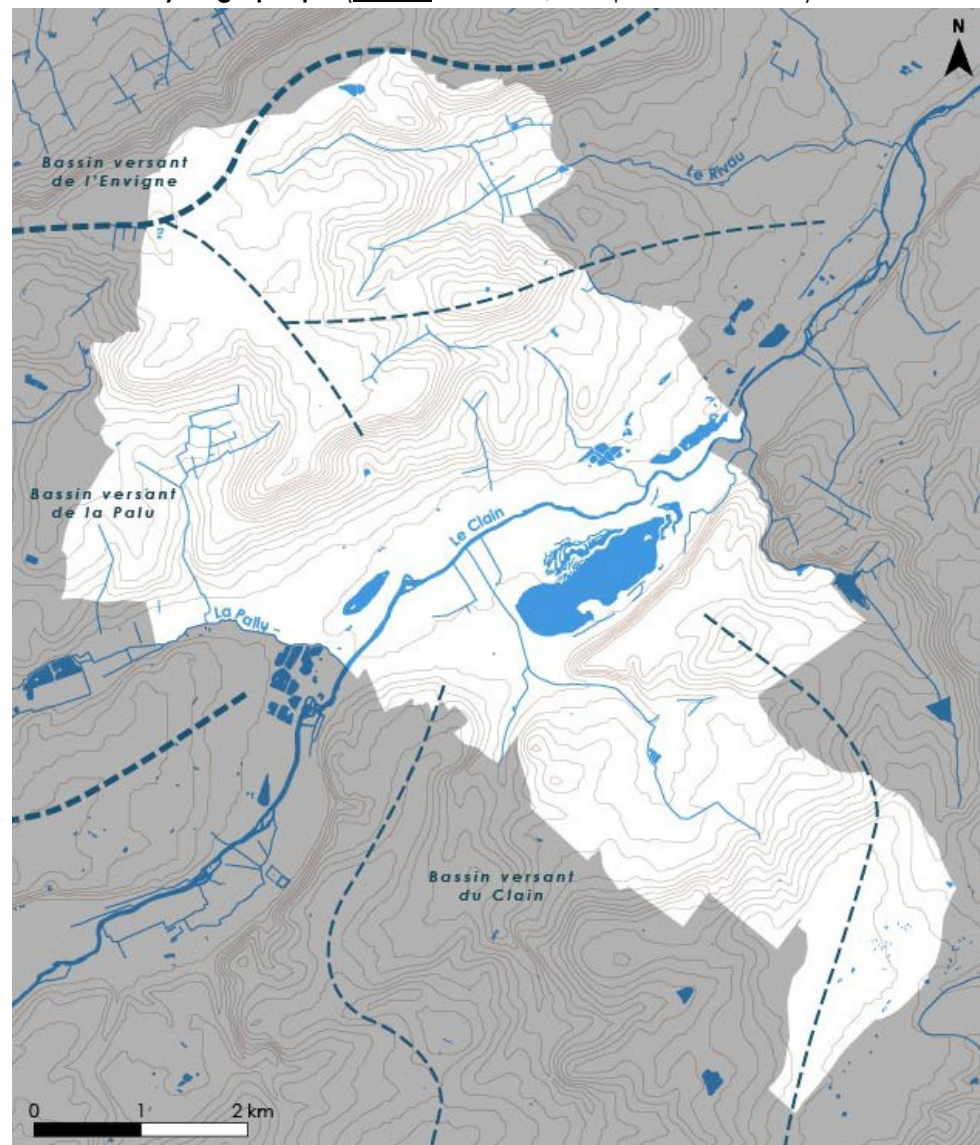 N
Bassin versant
de l'Envigne
Le Rivau
Bassin versant
de la Palu
Le Clain
La Pallu
Bassin versant
du Clain
0 1 2 km